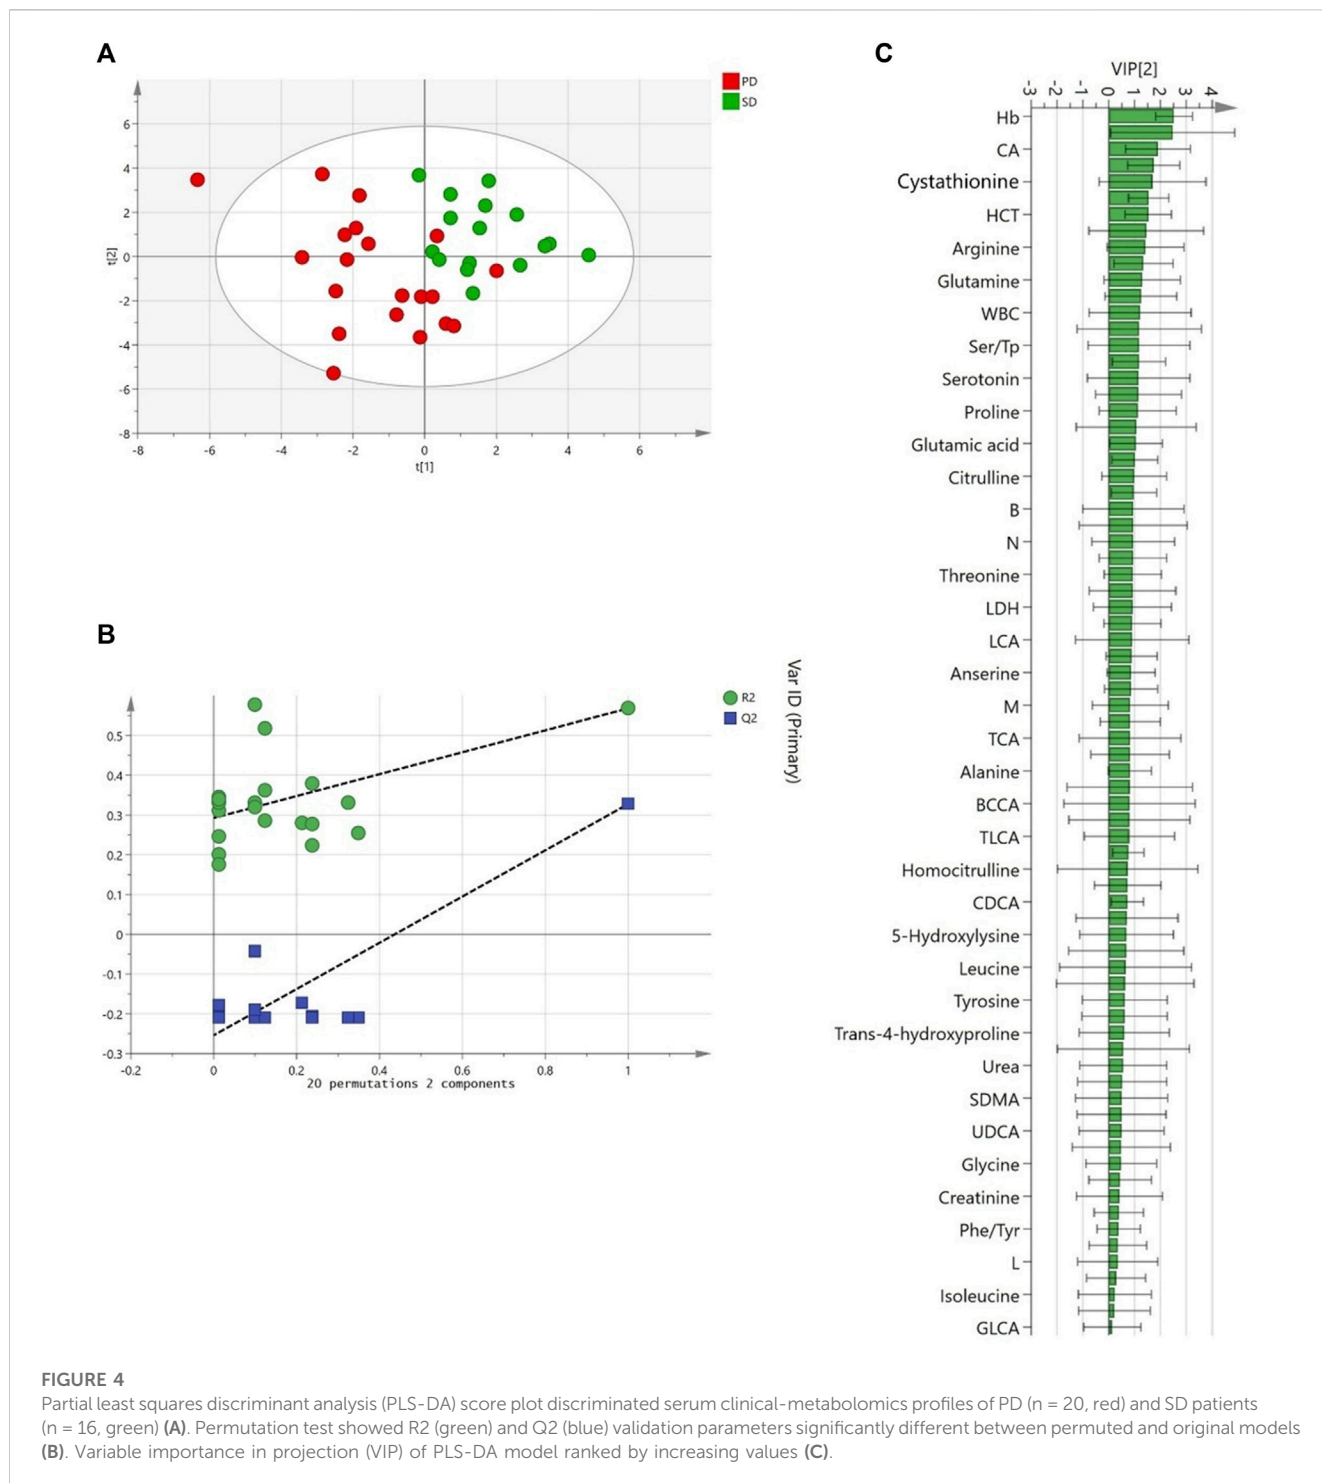 A
PD
SD
6
4
2
0
-2
-4
-6
-8
t[2]
-8 -6 -4 -2 0 2 4 6
t[1]
B
R2
Q2
0.5
0.4
0.3
0.2
0.1
0
-0.1
-0.2
-0.3
-0.2 0 0.2 0.4 0.6 0.8 1
20 permutations 2 components
C
VIP[2]
-3 -2 -1 0 1 2 3 4
Var ID (Primary)
Hb
CA
Cystathionine
HCT
Arginine
Glutamine
WBC
Ser/Tp
Serotonin
Proline
Glutamic acid
Citrulline
B
N
Threonine
LDH
LCA
Anserine
M
TCA
Alanine
BCCA
TLCA
Homocitrulline
CDCA
5-Hydroxylysine
Leucine
Tyrosine
Trans-4-hydroxyproline
Urea
SDMA
UDCA
Glycine
Creatinine
Phe/Tyr
L
Isoleucine
GLCA
FIGURE 4
Partial least squares discriminant analysis (PLS-DA) score plot discriminated serum clinical-metabolomics profiles of PD (n = 20, red) and SD patients
(n = 16, green) (A). Permutation test showed R2 (green) and Q2 (blue) validation parameters significantly different between permuted and original models
(B). Variable importance in projection (VIP) of PLS-DA model ranked by increasing values (C).